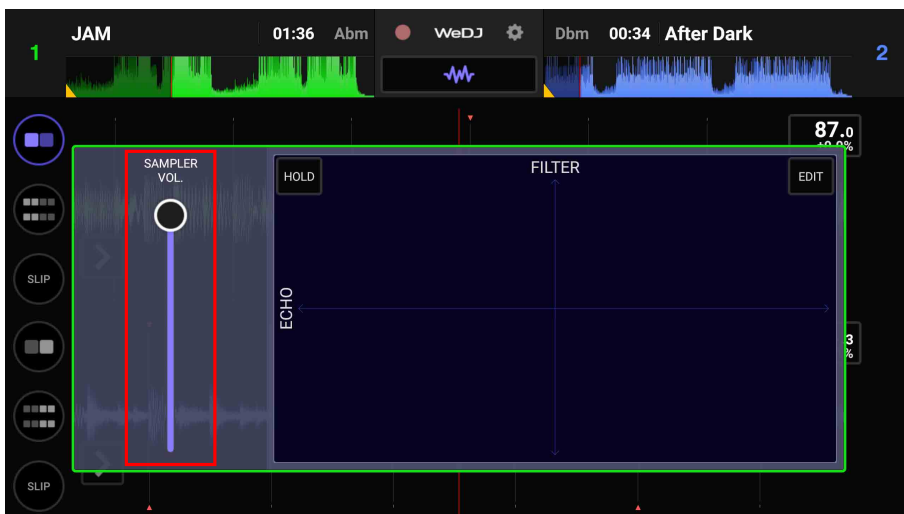 1
JAM
01:36
Abm
WeDJ
Dbm
00:34
After Dark
2
87.0
SAMPLER
VOL.
HOLD
FILTER
EDIT
ECHO
SLIP
3
%
SLIP